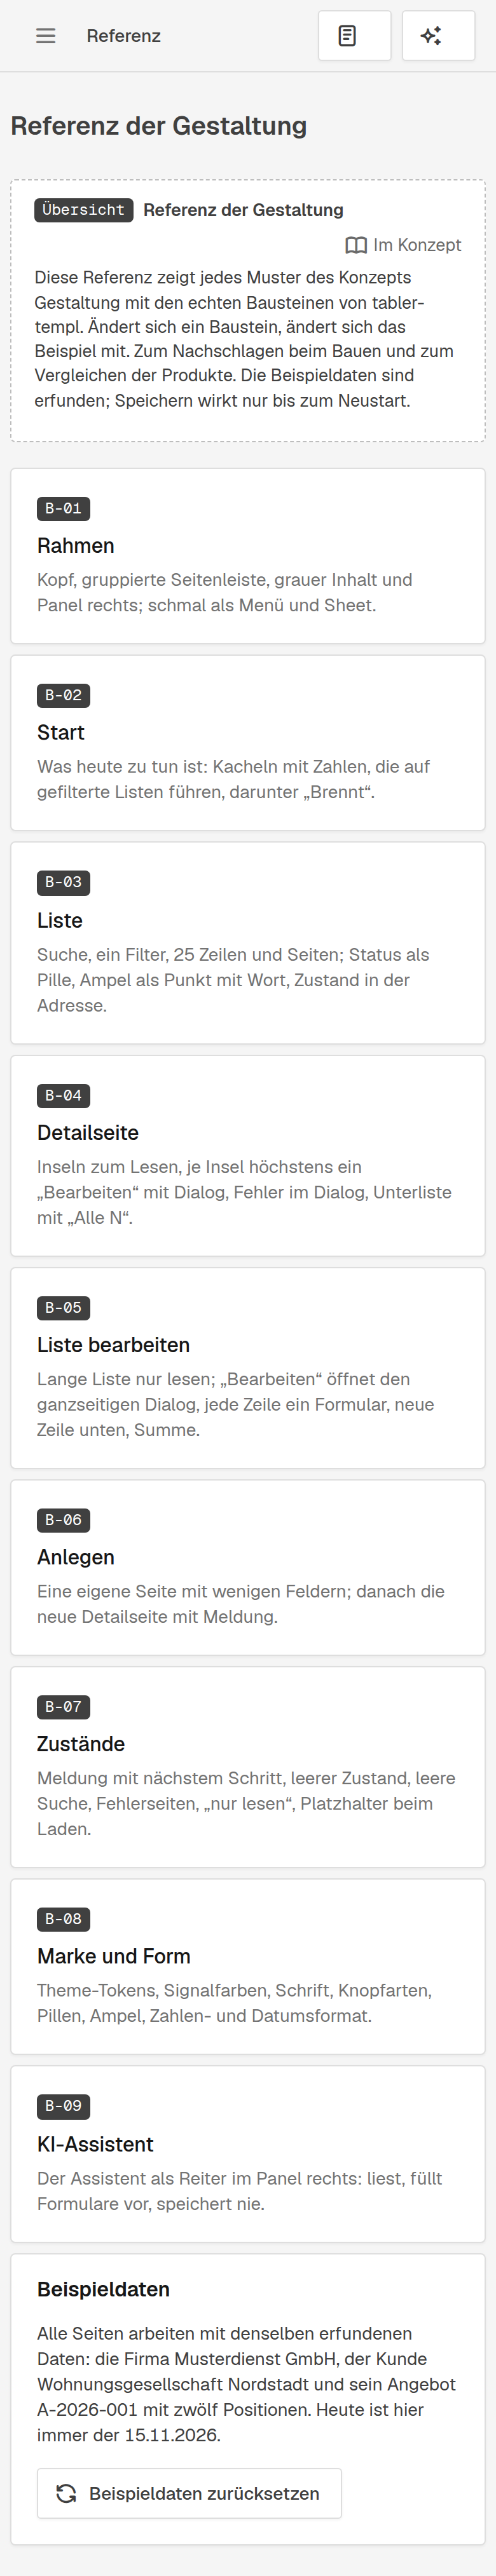 Referenz
Referenz der Gestaltung
Übersicht Referenz der Gestaltung
Im Konzept
Diese Referenz zeigt jedes Muster des Konzepts
Gestaltung mit den echten Bausteinen von tabler-
templ. Ändert sich ein Baustein, ändert sich das
Beispiel mit. Zum Nachschlagen beim Bauen und zum
Vergleichen der Produkte. Die Beispieldaten sind
erfunden; Speichern wirkt nur bis zum Neustart.
B-01
Rahmen
Kopf, gruppierte Seitenleiste, grauer Inhalt und
Panel rechts; schmal als Menü und Sheet.
B-02
Start
Was heute zu tun ist: Kacheln mit Zahlen, die auf
gefilterte Listen führen, darunter „Brennt“.
B-03
Liste
Suche, ein Filter, 25 Zeilen und Seiten; Status als
Pille, Ampel als Punkt mit Wort, Zustand in der
Adresse.
B-04
Detailseite
Inseln zum Lesen, je Insel höchstens ein
„Bearbeiten“ mit Dialog, Fehler im Dialog, Unterliste
mit „Alle N“.
B-05
Liste bearbeiten
Lange Liste nur lesen; „Bearbeiten“ öffnet den
ganzseitigen Dialog, jede Zeile ein Formular, neue
Zeile unten, Summe.
B-06
Anlegen
Eine eigene Seite mit wenigen Feldern; danach die
neue Detailseite mit Meldung.
B-07
Zustände
Meldung mit nächstem Schritt, leerer Zustand, leere
Suche, Fehlerseiten, „nur lesen“, Platzhalter beim
Laden.
B-08
Marke und Form
Theme-Tokens, Signalfarben, Schrift, Knopfarten,
Pillen, Ampel, Zahlen- und Datumsformat.
B-09
KI-Assistent
Der Assistent als Reiter im Panel rechts: liest, füllt
Formulare vor, speichert nie.
Beispieldaten
Alle Seiten arbeiten mit denselben erfundenen
Daten: die Firma Musterdienst GmbH, der Kunde
Wohnungsgesellschaft Nordstadt und sein Angebot
A-2026-001 mit zwölf Positionen. Heute ist hier
immer der 15.11.2026.
Beispieldaten zurücksetzen